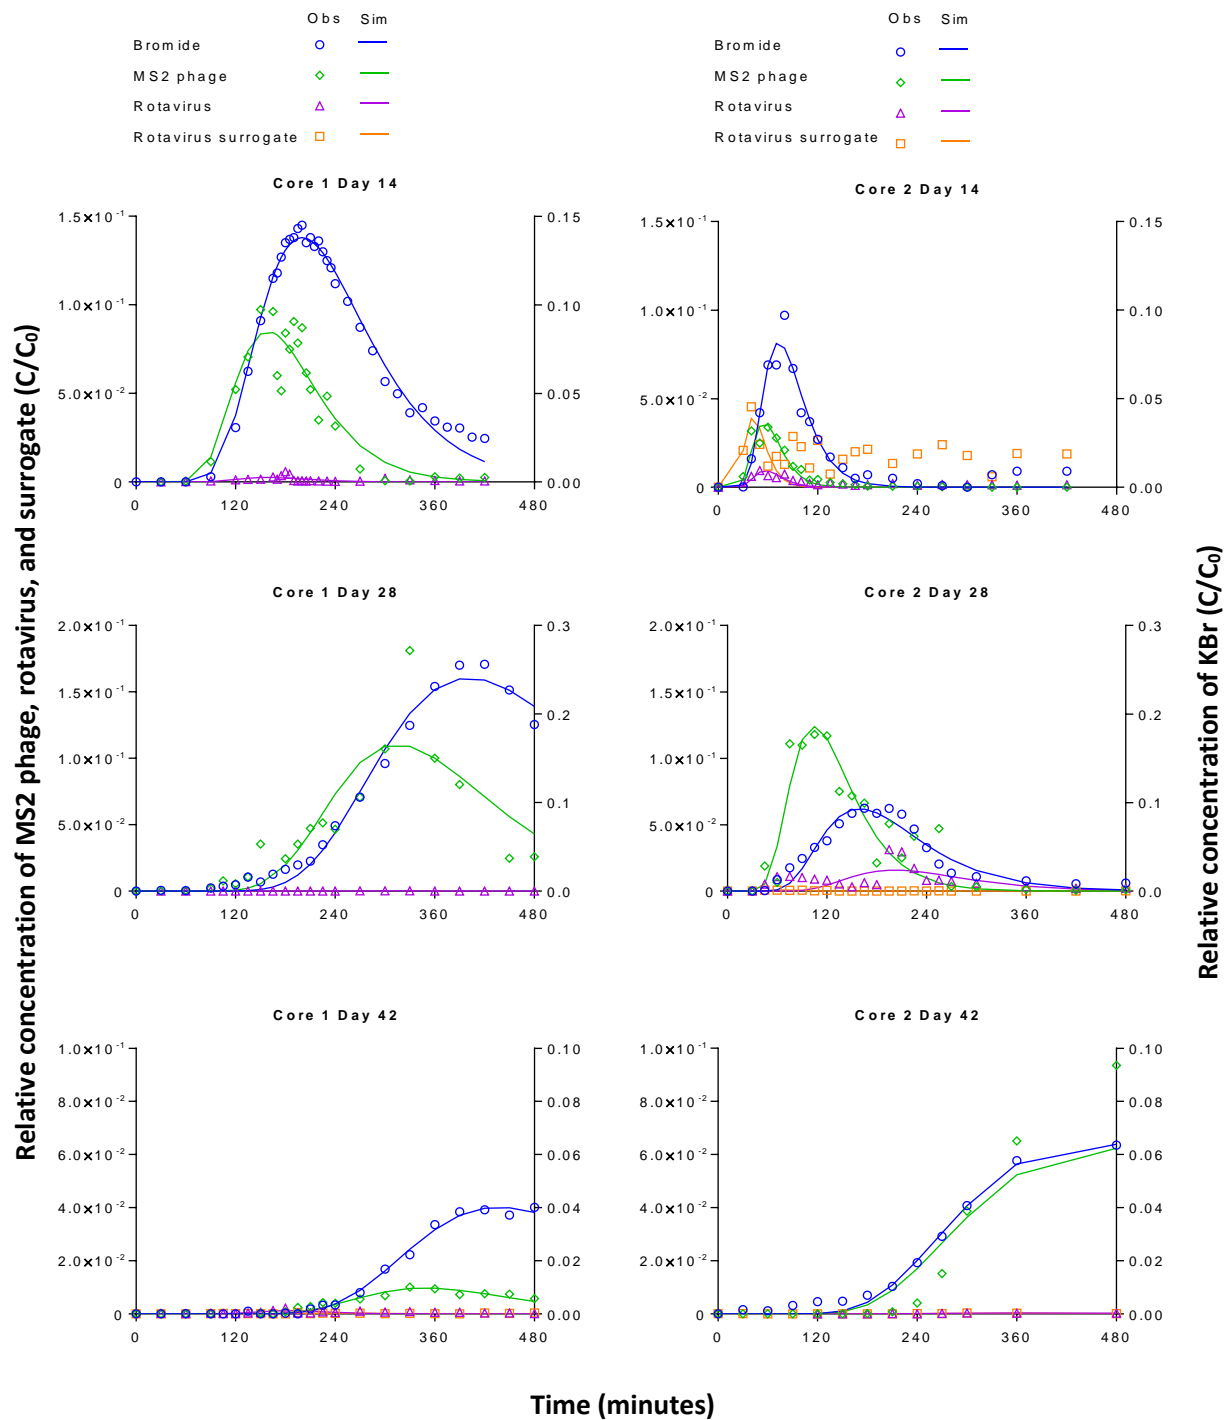 Obs Sim
Bromide
MS2 phage
Rotavirus
Rotavirus surrogate
Obs Sim
Bromide
MS2 phage
Rotavirus
Rotavirus surrogate
Relative concentration of MS2 phage, rotavirus, and surrogate (C/C₀)
Core 1 Day 14
1.5×10⁻¹
1.0×10⁻¹
5.0×10⁻²
0
0.15
0.10
0.05
0.00
0 120 240 360 480
Core 2 Day 14
1.5×10⁻¹
1.0×10⁻¹
5.0×10⁻²
0
0.15
0.10
0.05
0.00
0 120 240 360 480
Core 1 Day 28
2.0×10⁻¹
1.5×10⁻¹
1.0×10⁻¹
5.0×10⁻²
0
0.3
0.2
0.1
0.0
0 120 240 360 480
Core 2 Day 28
2.0×10⁻¹
1.5×10⁻¹
1.0×10⁻¹
5.0×10⁻²
0
0.3
0.2
0.1
0.0
0 120 240 360 480
Core 1 Day 42
1.0×10⁻¹
8.0×10⁻²
6.0×10⁻²
4.0×10⁻²
2.0×10⁻²
0
0.10
0.08
0.06
0.04
0.02
0.00
0 120 240 360 480
Core 2 Day 42
1.0×10⁻¹
8.0×10⁻²
6.0×10⁻²
4.0×10⁻²
2.0×10⁻²
0
0.10
0.08
0.06
0.04
0.02
0.00
0 120 240 360 480
Relative concentration of KBr (C/C₀)
Time (minutes)